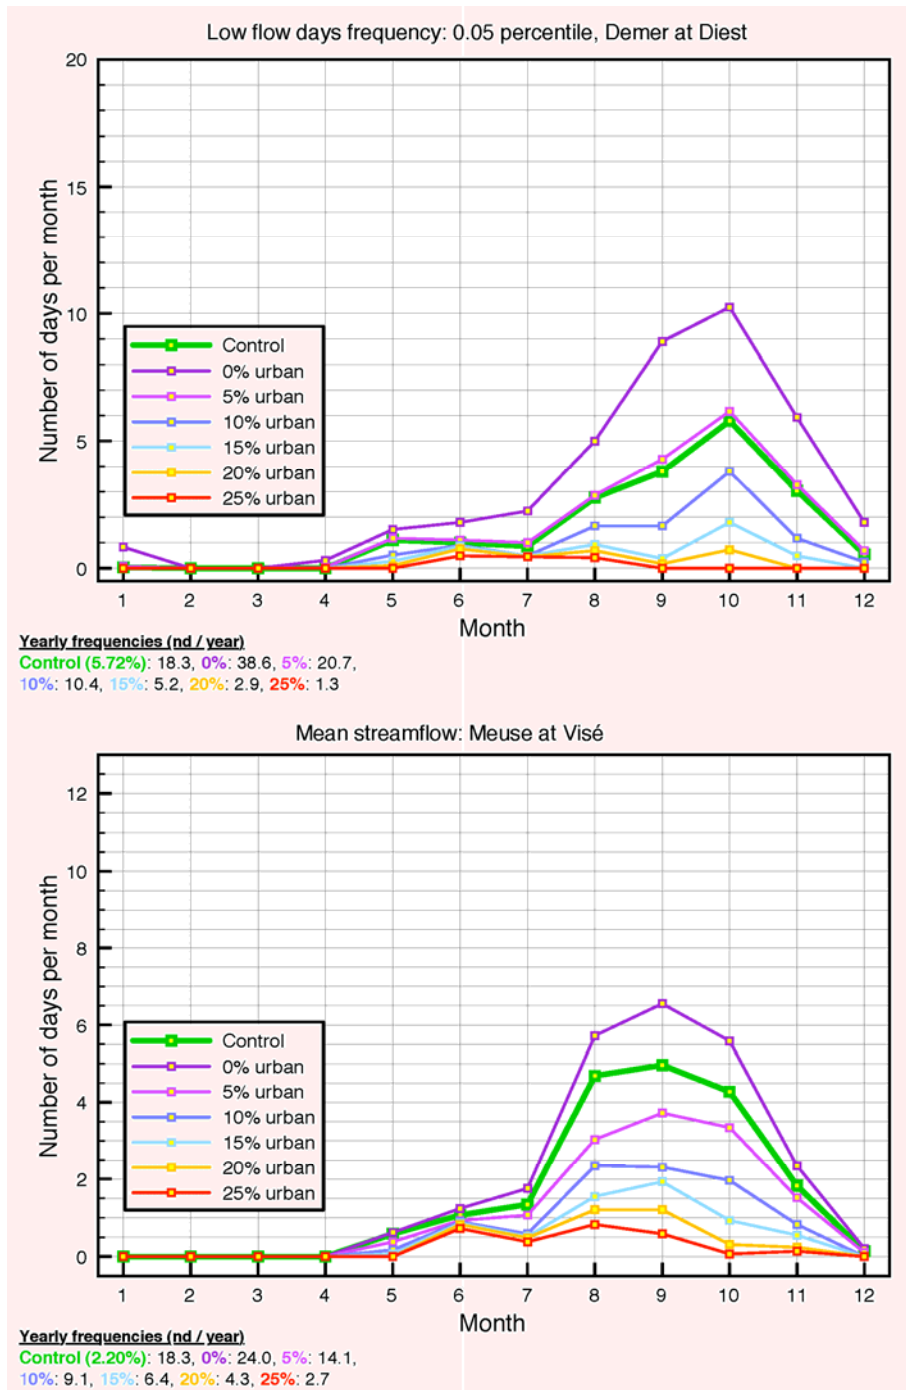 Low flow days frequency: 0.05 percentile, Demer at Diest
20
15
10
5
0
Number of days per month
Control
0% urban
5% urban
10% urban
15% urban
20% urban
25% urban
1 2 3 4 5 6 7 8 9 10 11 12
Month
Yearly frequencies (nd / year)
Control (5.72%): 18.3, 0%: 38.6, 5%: 20.7,
10%: 10.4, 15%: 5.2, 20%: 2.9, 25%: 1.3
Mean streamflow: Meuse at Visé
12
10
8
6
4
2
0
Number of days per month
Control
0% urban
5% urban
10% urban
15% urban
20% urban
25% urban
1 2 3 4 5 6 7 8 9 10 11 12
Month
Yearly frequencies (nd / year)
Control (2.20%): 18.3, 0%: 24.0, 5%: 14.1,
10%: 9.1, 15%: 6.4, 20%: 4.3, 25%: 2.7